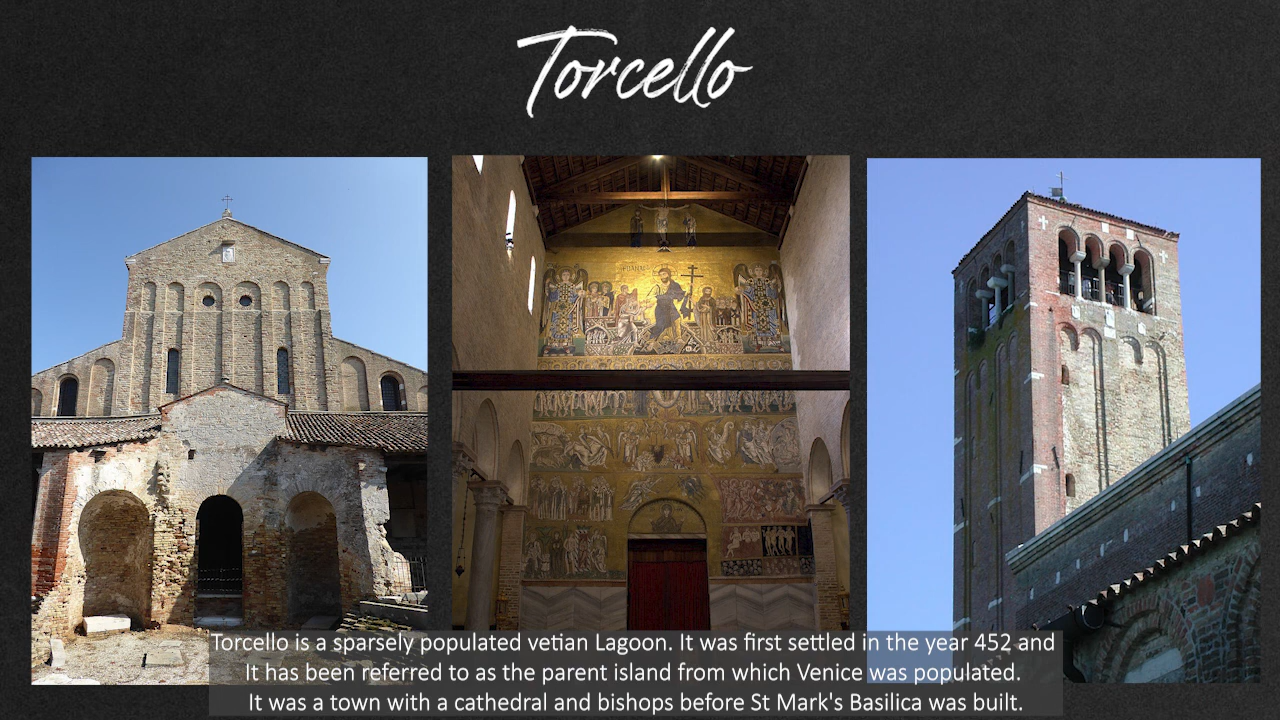 Torcello
Torcello is a sparsely populated vetian Lagoon. It was first settled in the year 452 and
It has been referred to as the parent island from which Venice was populated.
It was a town with a cathedral and bishops before St Mark's Basilica was built.